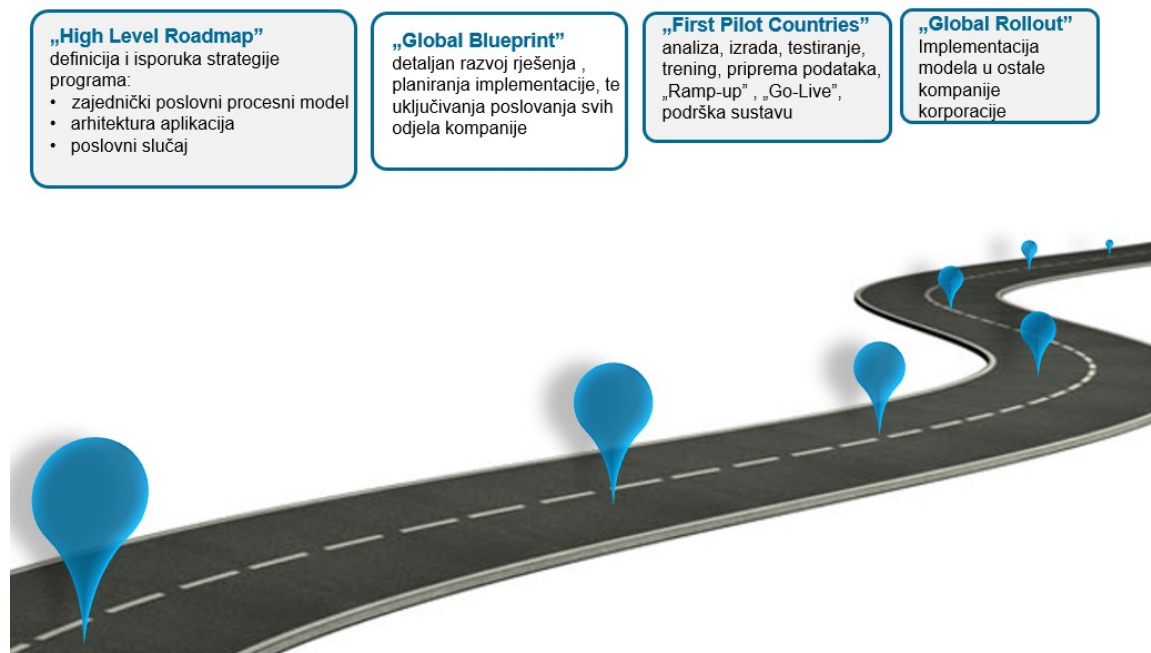 „High Level Roadmap”
definicija i isporuka strategije
programa:
• zajednički poslovni procesni model
• arhitektura aplikacija
• poslovni slučaj
„Global Blueprint”
detaljan razvoj rješenja ,
planiranja implementacije, te
uključivanja poslovanja svih
odjela kompanije
„First Pilot Countries”
analiza, izrada, testiranje,
trening, priprema podataka,
„Ramp-up” , „Go-Live”,
podrška sustavu
„Global Rollout”
Implementacija
modela u ostale
kompanije
korporacije